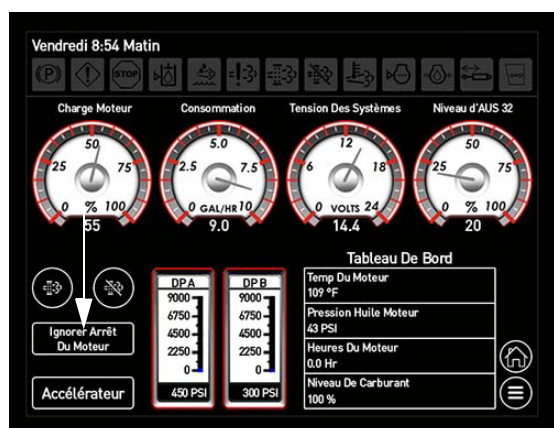 Vendredi 8:54 Matin
(P) STOP
Charge Moteur Consommation Tension Des Systèmes Niveau d'AUS 32
50 5.0 12 50
25 75 2.5 7.5 6 18 25 75
0 % 100 0 GAL/HR 10 0 VOLTS 24 0 % 100
55 9.0 14.4 20
Tableau De Bord
DP A DP B
9000 9000
6750 6750
4500 4500
2250 2250
0 0
450 PSI 300 PSI
Temp Du Moteur
109 °F
Pression Huile Moteur
43 PSI
Heures Du Moteur
0.0 Hr
Niveau De Carburant
100 %
Ignorer Arrêt
Du Moteur
Accélérateur